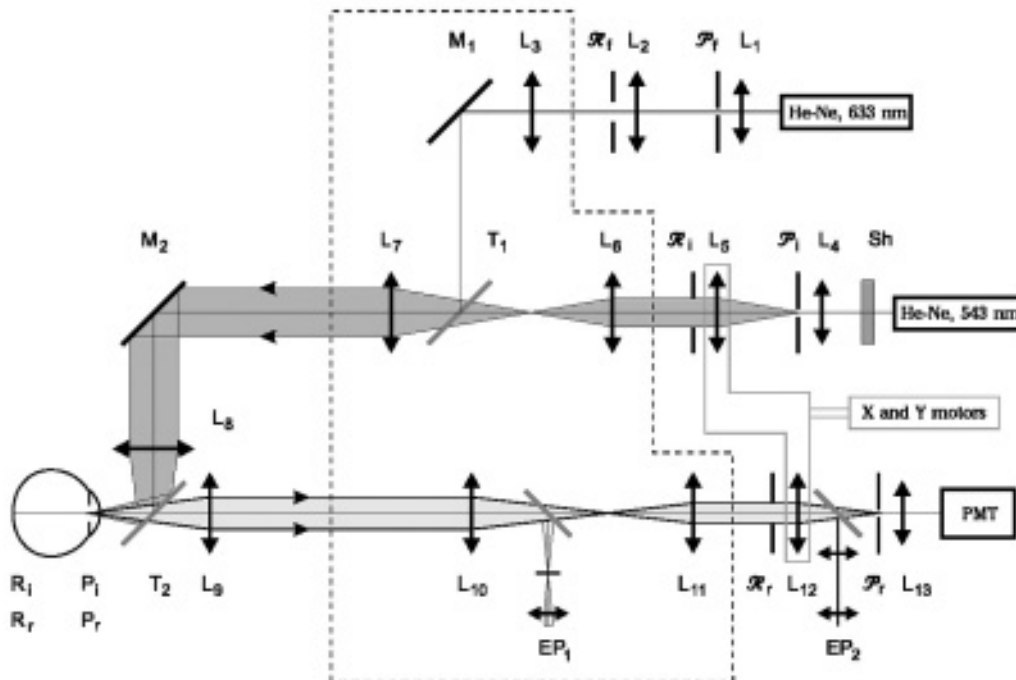 M₁ L₃ 𝓡f L₂ 𝓟f L₁
He-Ne, 633 nm
M₂ L₇ T₁ L₆ 𝓡i L₅ 𝓟i L₄ Sh
He-Ne, 543 nm
X and Y motors
L₈
PMT
Ri Pi T₂ L₉ L₁₀ L₁₁ 𝓡r L₁₂ 𝓟r L₁₃
Rr Pr
EP₁ EP₂